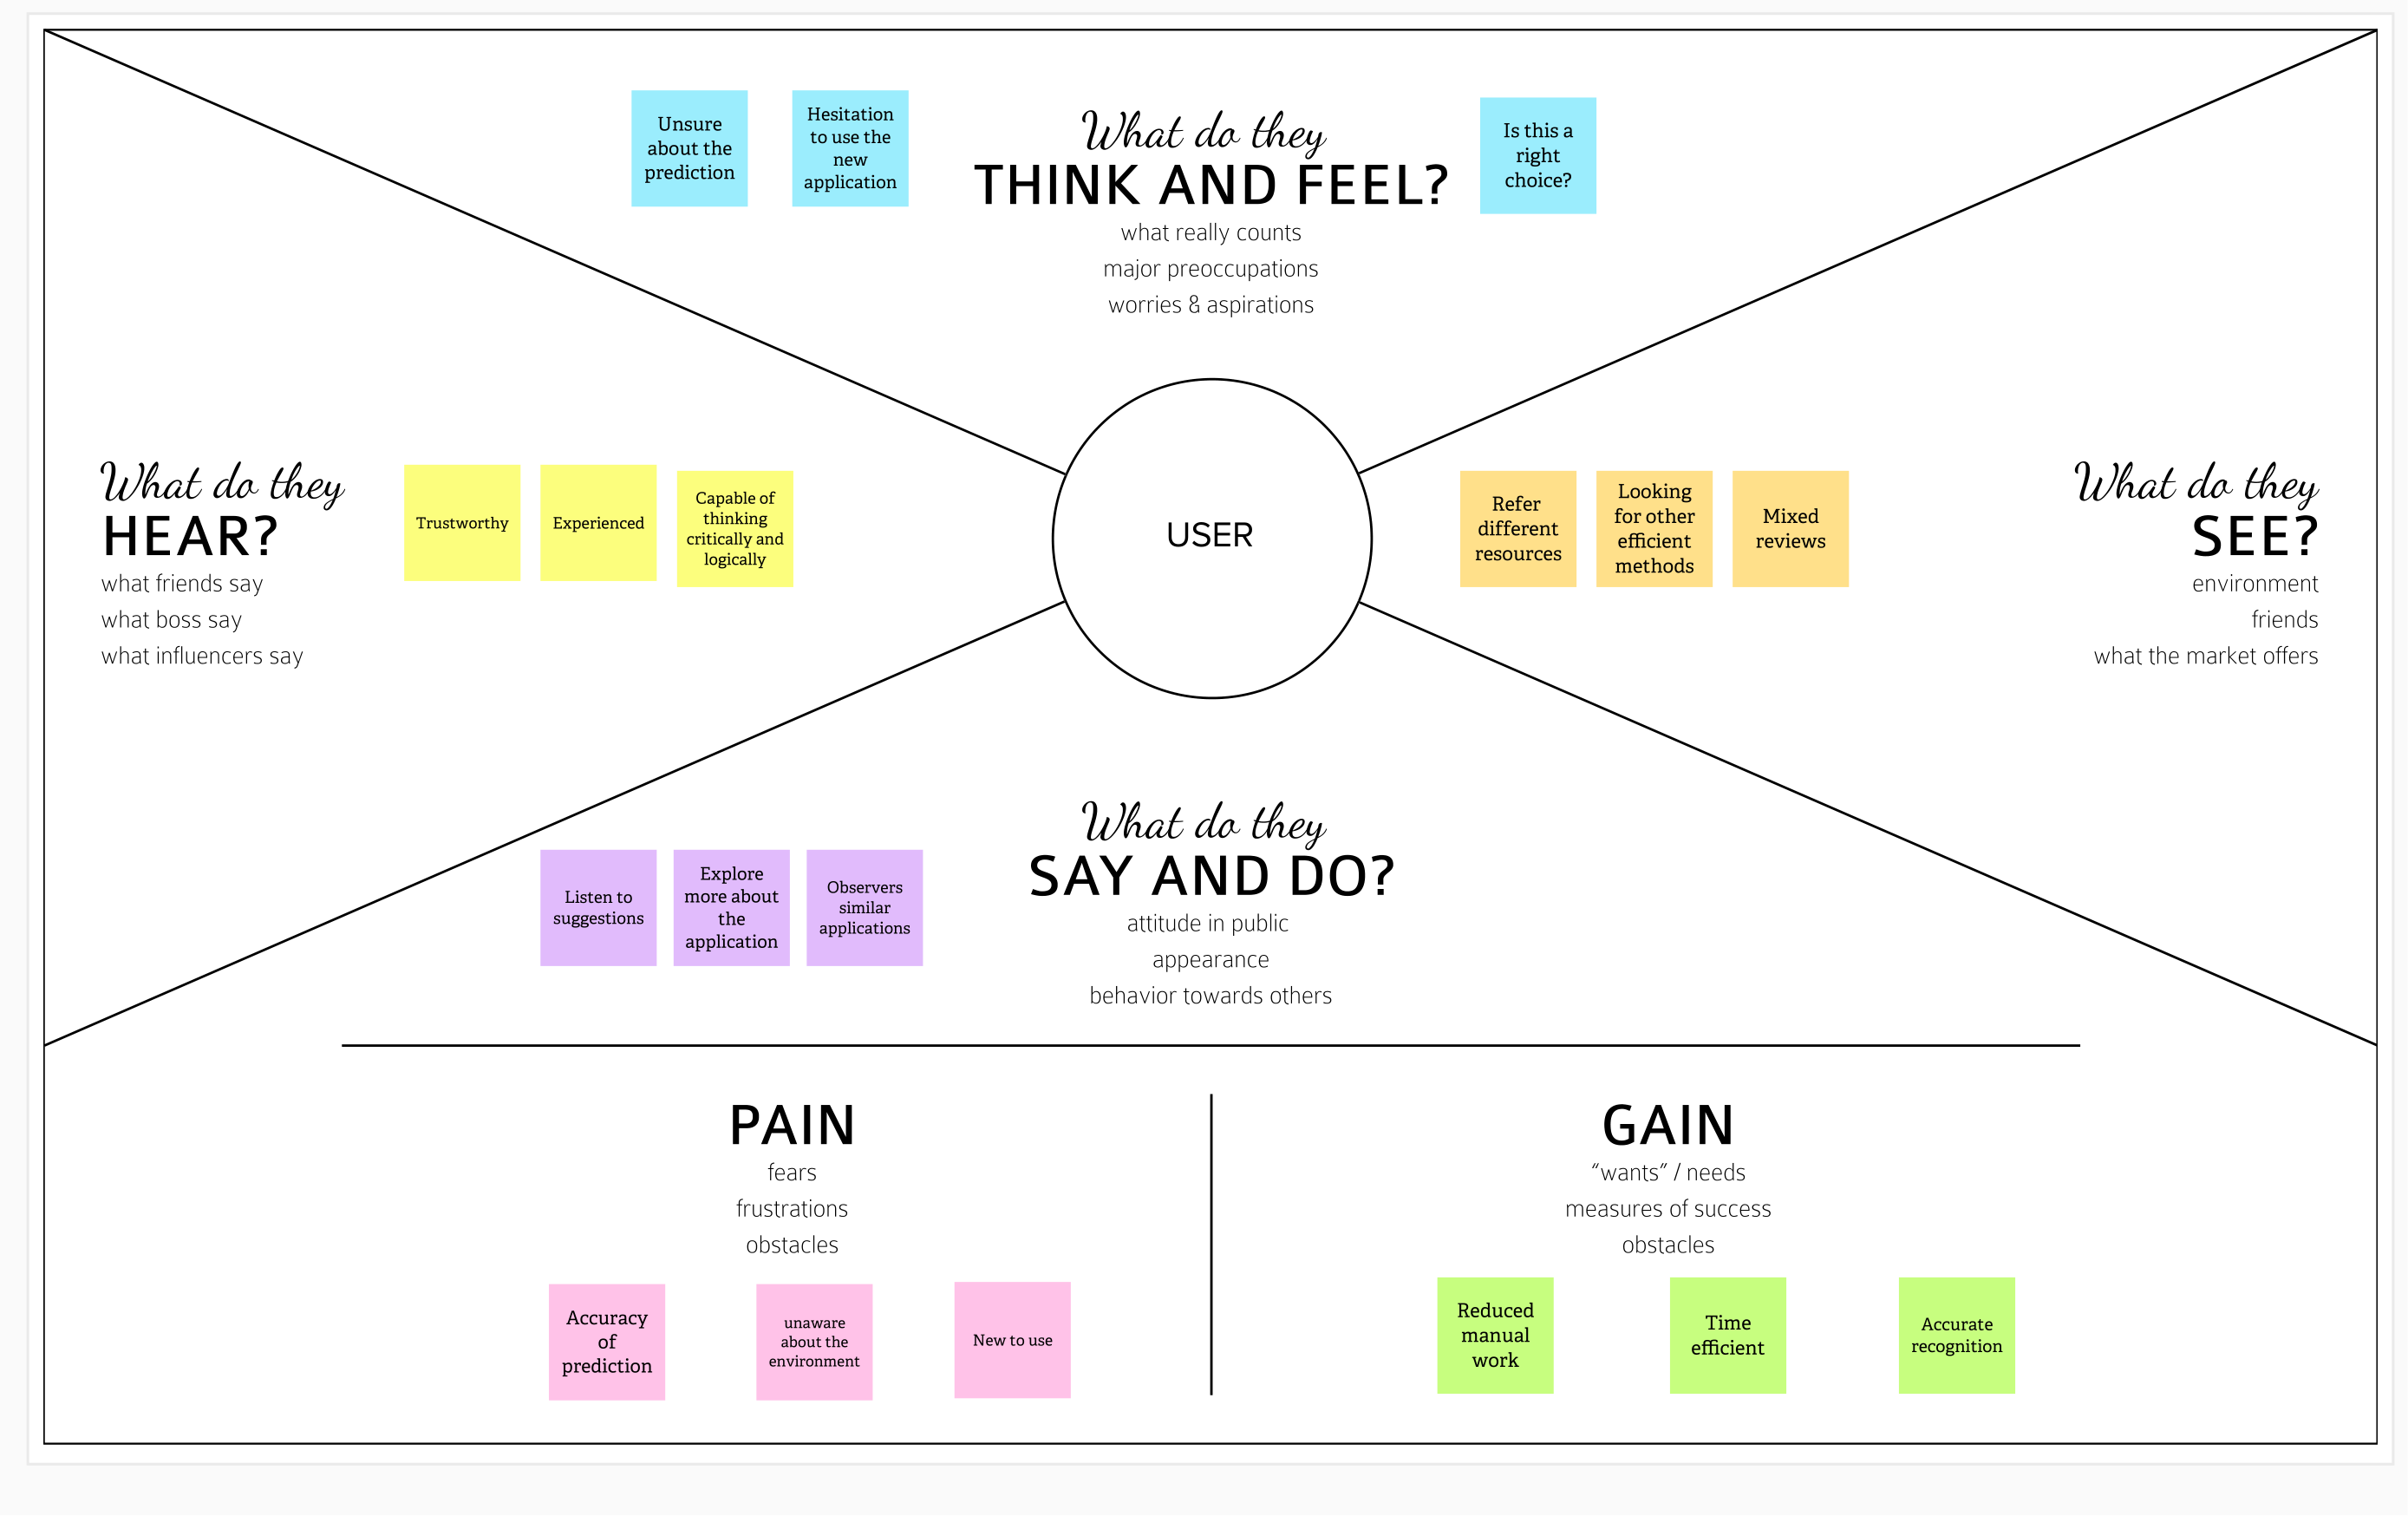 Unsure
about the
prediction
Hesitation
to use the
new
application
What do they
THINK AND FEEL?
what really counts
major preoccupations
worries & aspirations
Is this a
right
choice?
What do they
HEAR?
what friends say
what boss say
what influencers say
Trustworthy
Experienced
Capable of
thinking
critically and
logically
USER
Refer
different
resources
Looking
for other
efficient
methods
Mixed
reviews
What do they
SEE?
environment
friends
what the market offers
What do they
SAY AND DO?
attitude in public
appearance
behavior towards others
Listen to
suggestions
Explore
more about
the
application
Observers
similar
applications
PAIN
fears
frustrations
obstacles
Accuracy
of
prediction
unaware
about the
environment
New to use
GAIN
“wants” / needs
measures of success
obstacles
Reduced
manual
work
Time
efficient
Accurate
recognition